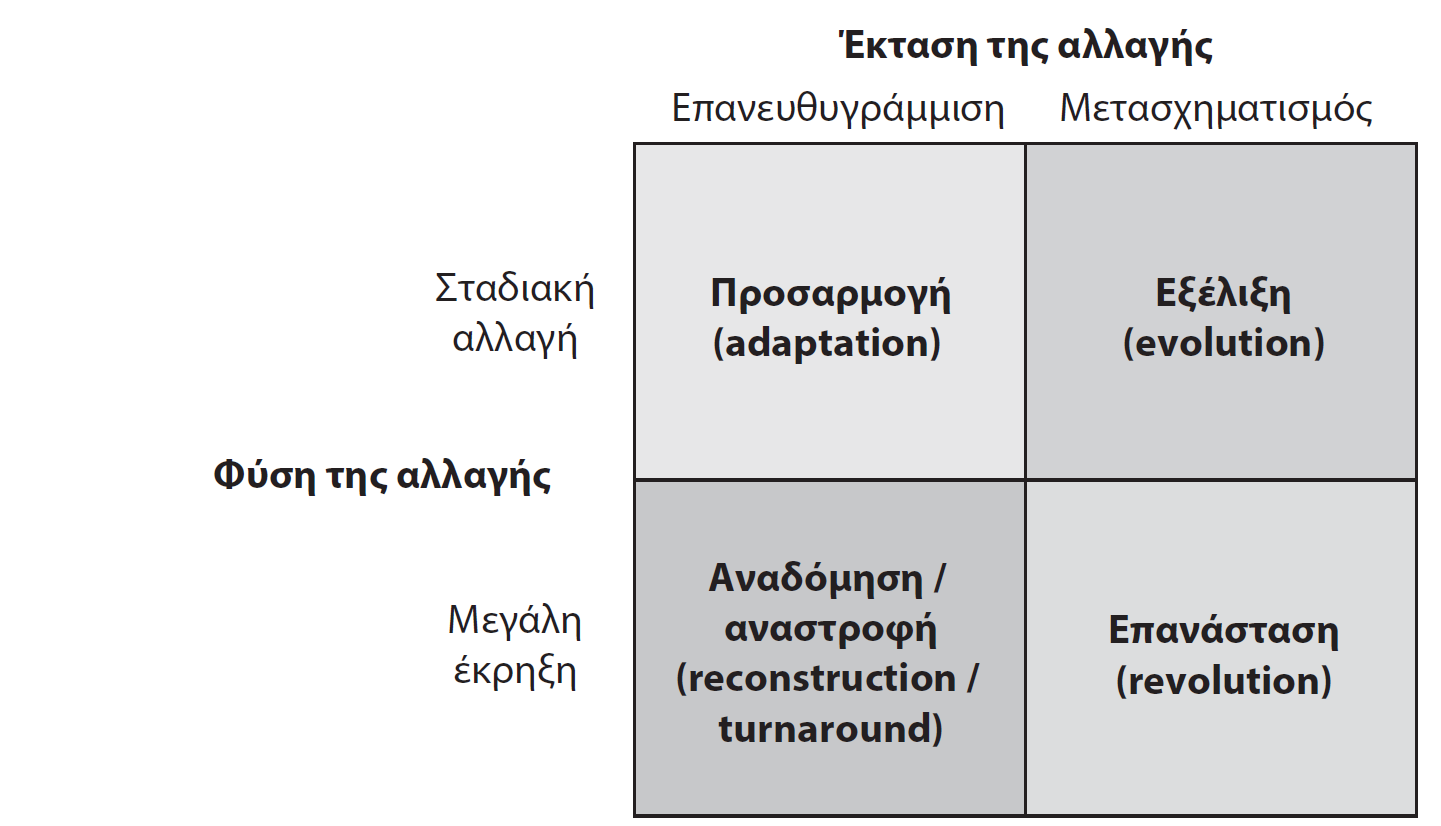 Έκταση της αλλαγής
Επανευθυγράμμιση Μετασχηματισμός
Σταδιακή
αλλαγή
Προσαρμογή
(adaptation)
Εξέλιξη
(evolution)
Φύση της αλλαγής
Μεγάλη
έκρηξη
Αναδόμηση /
αναστροφή
(reconstruction /
turnaround)
Επανάσταση
(revolution)